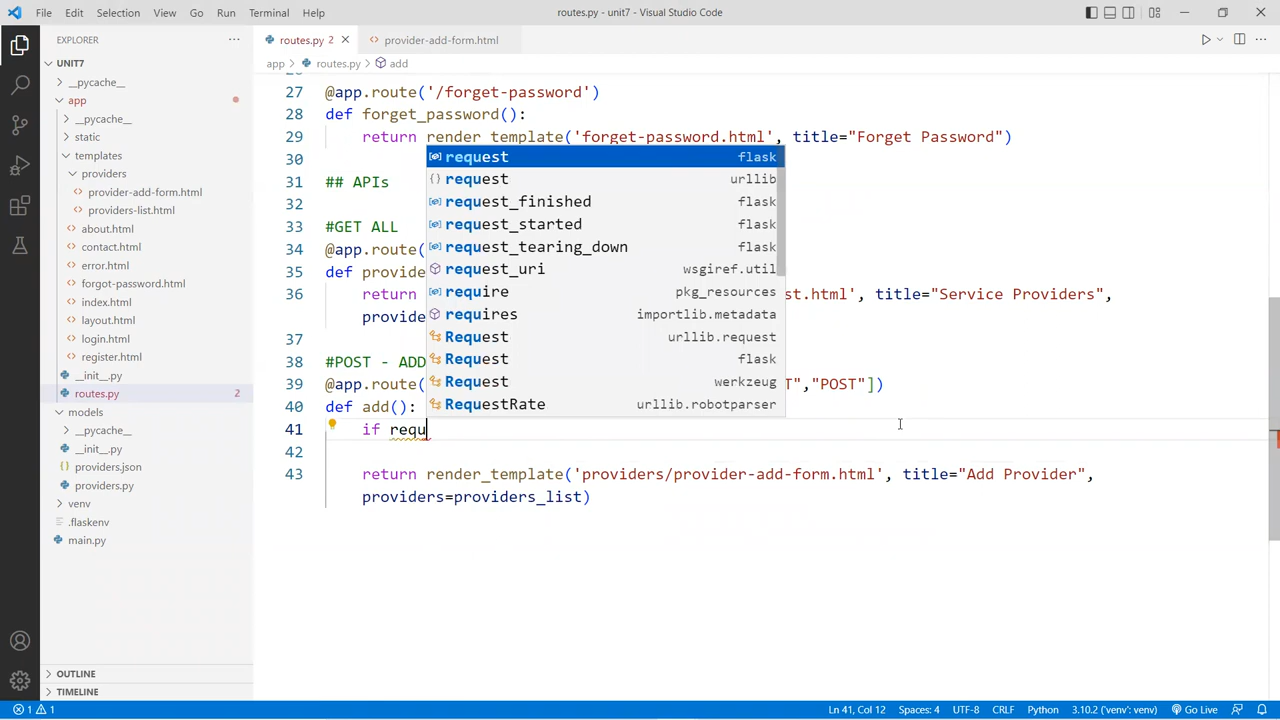 File Edit Selection View Go Run Terminal Help
routes.py - unit7 - Visual Studio Code
EXPLORER
UNIT7
__pycache__
app
__pycache__
static
templates
providers
provider-add-form.html
providers-list.html
about.html
contact.html
error.html
forgot-password.html
index.html
layout.html
login.html
register.html
__init__.py
routes.py 2
models
__pycache__
__init__.py
providers.json
providers.py
venv
.flaskenv
main.py
OUTLINE
TIMELINE
routes.py 2
provider-add-form.html
app > routes.py > add
27 @app.route('/forget-password')
28 def forget_password():
29 return render_template('forget-password.html', title="Forget Password")
30
31 ## APIs
32
33 #GET ALL
34 @app.route(
35 def provide
36 return st.html', title="Service Providers",
provide
37
38 #POST - ADD
39 @app.route( T","POST"])
40 def add():
41 if requ
42
43 return render_template('providers/provider-add-form.html', title="Add Provider",
providers=providers_list)
request flask
request urllib
request_finished flask
request_started flask
request_tearing_down flask
request_uri wsgiref.util
require pkg_resources
requires importlib.metadata
Request urllib.request
Request flask
Request werkzeug
RequestRate urllib.robotparser
1 1
Ln 41, Col 12 Spaces: 4 UTF-8 CRLF Python 3.10.2 ('venv': venv) Go Live